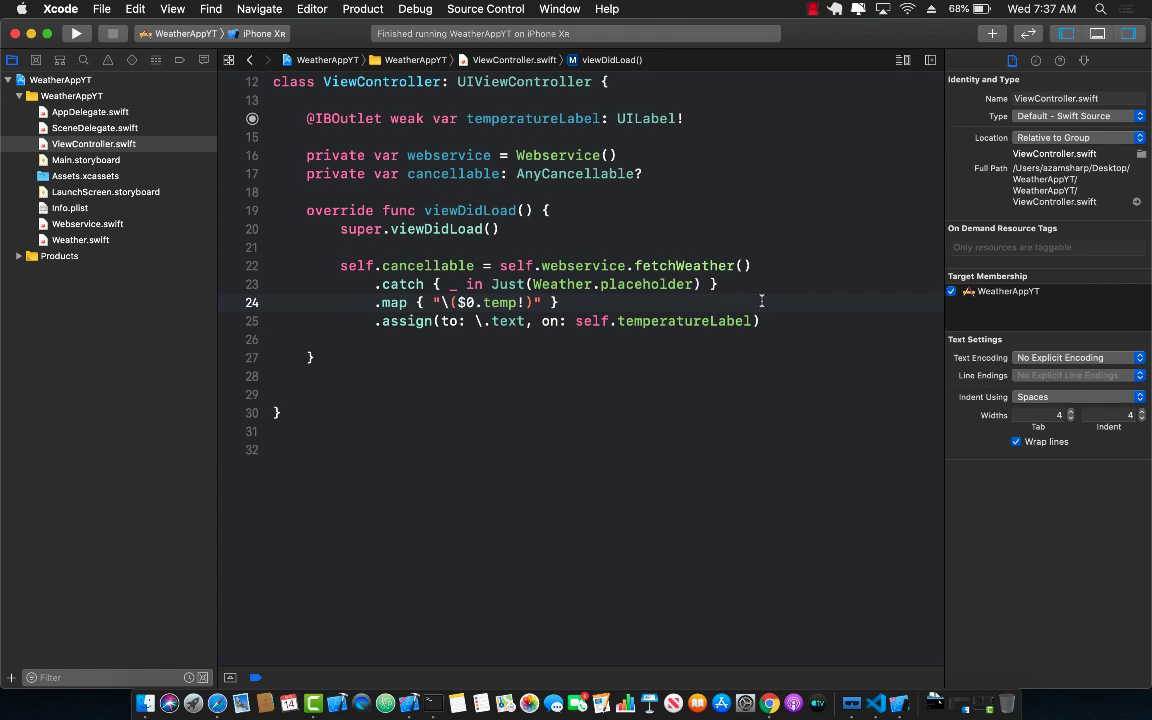 Xcode File Edit View Find Navigate Editor Product Debug Source Control Window Help 68% Wed 7:37 AM
WeatherAppYT iPhone XR Finished running WeatherAppYT on iPhone XR
WeatherAppYT WeatherAppYT ViewController.swift M viewDidLoad()
WeatherAppYT
WeatherAppYT
AppDelegate.swift
SceneDelegate.swift
ViewController.swift
Main.storyboard
Assets.xcassets
LaunchScreen.storyboard
Info.plist
Webservice.swift
Weather.swift
Products
Filter
12 class ViewController: UIViewController {
13
14 @IBOutlet weak var temperatureLabel: UILabel!
15
16 private var webservice = Webservice()
17 private var cancellable: AnyCancellable?
18
19 override func viewDidLoad() {
20 super.viewDidLoad()
21
22 self.cancellable = self.webservice.fetchWeather()
23 .catch { _ in Just(Weather.placeholder) }
24 .map { "\($0.temp!)" }
25 .assign(to: \.text, on: self.temperatureLabel)
26
27 }
28
29
30 }
31
32
Identity and Type
Name ViewController.swift
Type Default - Swift Source
Location Relative to Group
ViewController.swift
Full Path /Users/azamsharp/Desktop/
WeatherAppYT/
WeatherAppYT/
ViewController.swift
On Demand Resource Tags
Only resources are taggable
Target Membership
WeatherAppYT
Text Settings
Text Encoding No Explicit Encoding
Line Endings No Explicit Line Endings
Indent Using Spaces
Widths 4 4
Tab Indent
Wrap lines